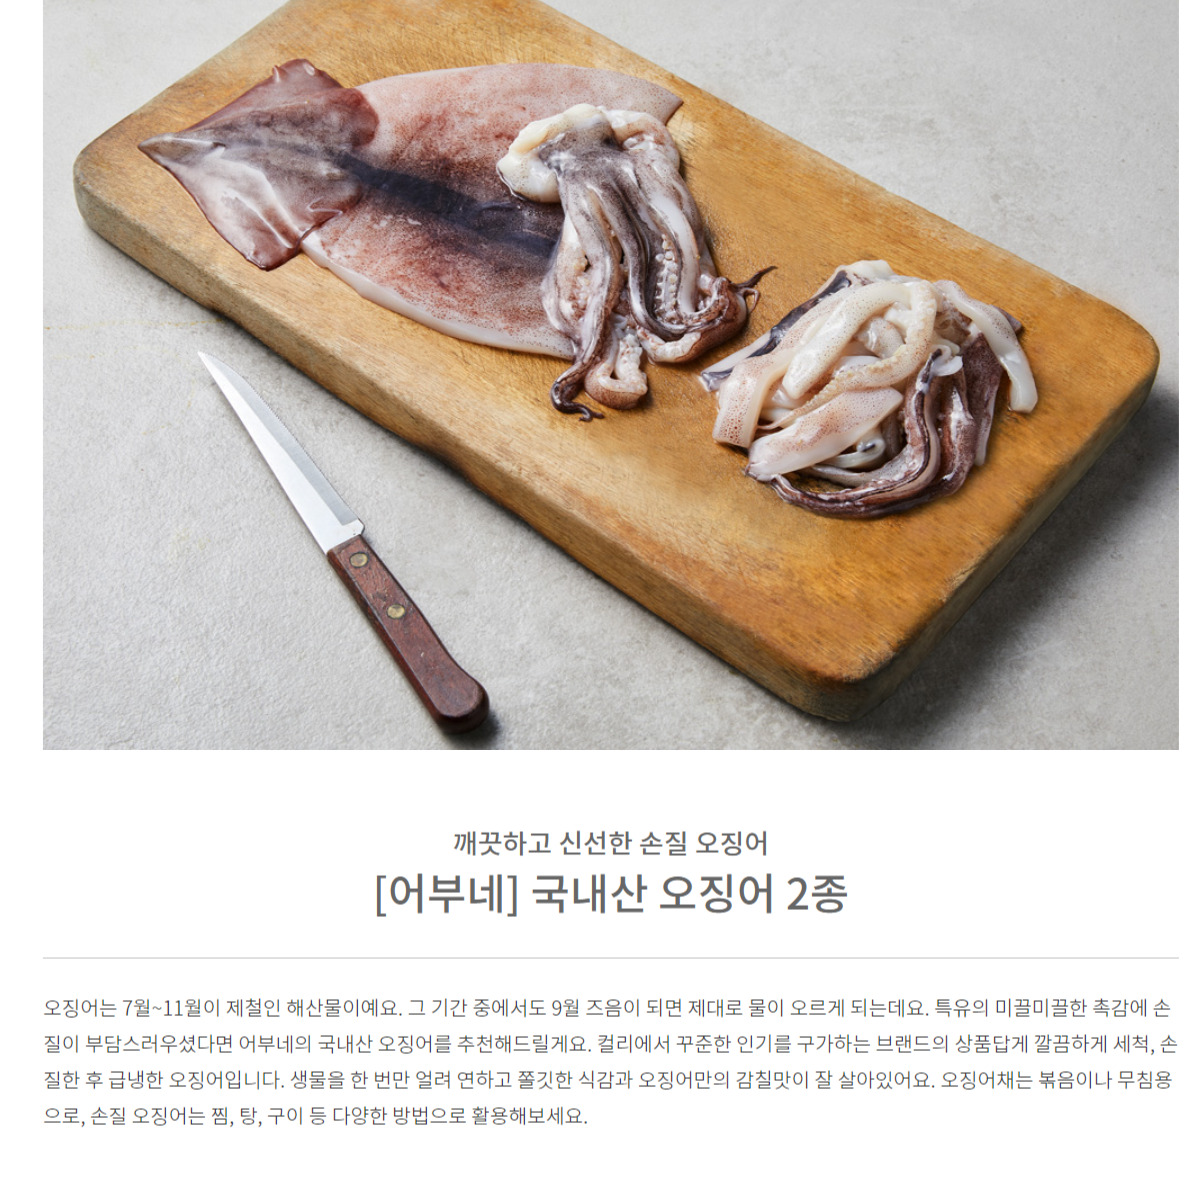 깨끗하고 신선한 손질 오징어
[어부네] 국내산 오징어 2종
오징어는 7월~11월이 제철인 해산물이예요. 그 기간 중에서도 9월 즈음이 되면 제대로 물이 오르게 되는데요. 특유의 미끌미끌한 촉감에 손
질이 부담스러우셨다면 어부네의 국내산 오징어를 추천해드릴게요. 컬리에서 꾸준한 인기를 구가하는 브랜드의 상품답게 깔끔하게 세척, 손
질한 후 급냉한 오징어입니다. 생물을 한 번만 얼려 연하고 쫄깃한 식감과 오징어만의 감칠맛이 잘 살아있어요. 오징어채는 볶음이나 무침용
으로, 손질 오징어는 찜, 탕, 구이 등 다양한 방법으로 활용해보세요.